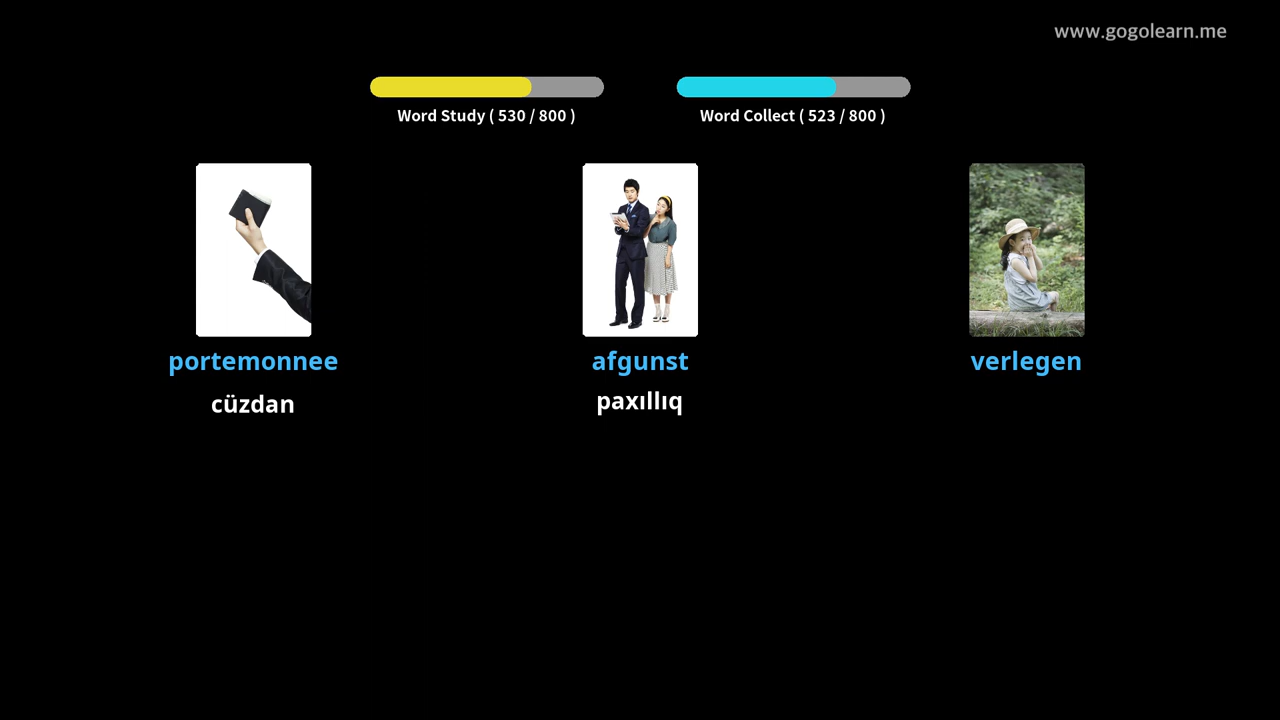 www.gogolearn.me
Word Study ( 530 / 800 )
Word Collect ( 523 / 800 )
portemonnee
afgunst
verlegen
cüzdan
paxıllıq